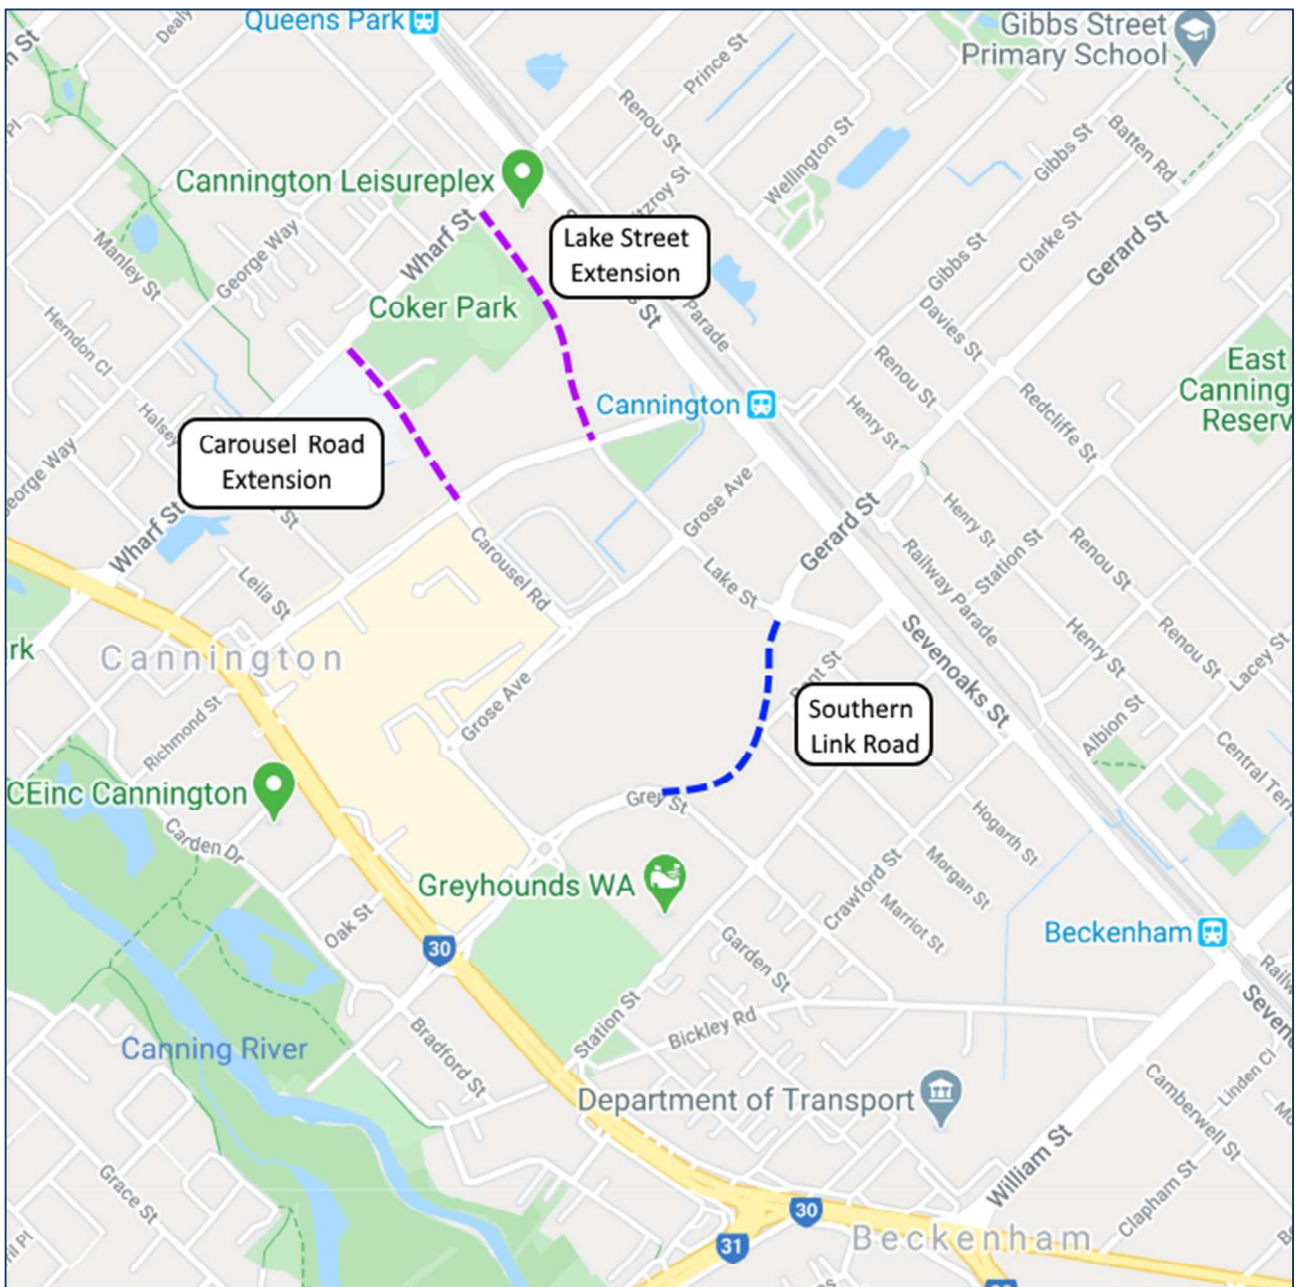 Queens Park
Gibbs Street
Primary School
Prince St
Renou St
Batten Rd
Gibbs St
Wellington St
Cannington Leisureplex
Wharf St
Lake Street
Extension
Gerard St
Clarke St
Gibbs St
George Way
Manley St
Coker Park
Parade
Davies St
Herndon Cl
Renou St
East
Redcliffe St
Cannington
Henry St
Carousel Road
Extension
Grose Ave
Gerard St
Henry St
Station St
Renou St
Wharf St
Carousel Rd
Railway Parade
Leila St
Lake St
Sevenoaks St
Henry St
Renou St
Lacey St
Cannington
Richmond St
Grose Ave
Southern
Link Road
Albion St
CEinc Cannington
Grey St
Carden Dr
Hogarth St
Morgan St
Greyhounds WA
Crawford St
Marriot St
Oak St
30
Garden St
Beckenham
Station St
Bickley Rd
Canning River
Bradford St
Linden Cl
Camberwell St
Department of Transport
William St
Grace St
Clapham St
30
31
Beckenham